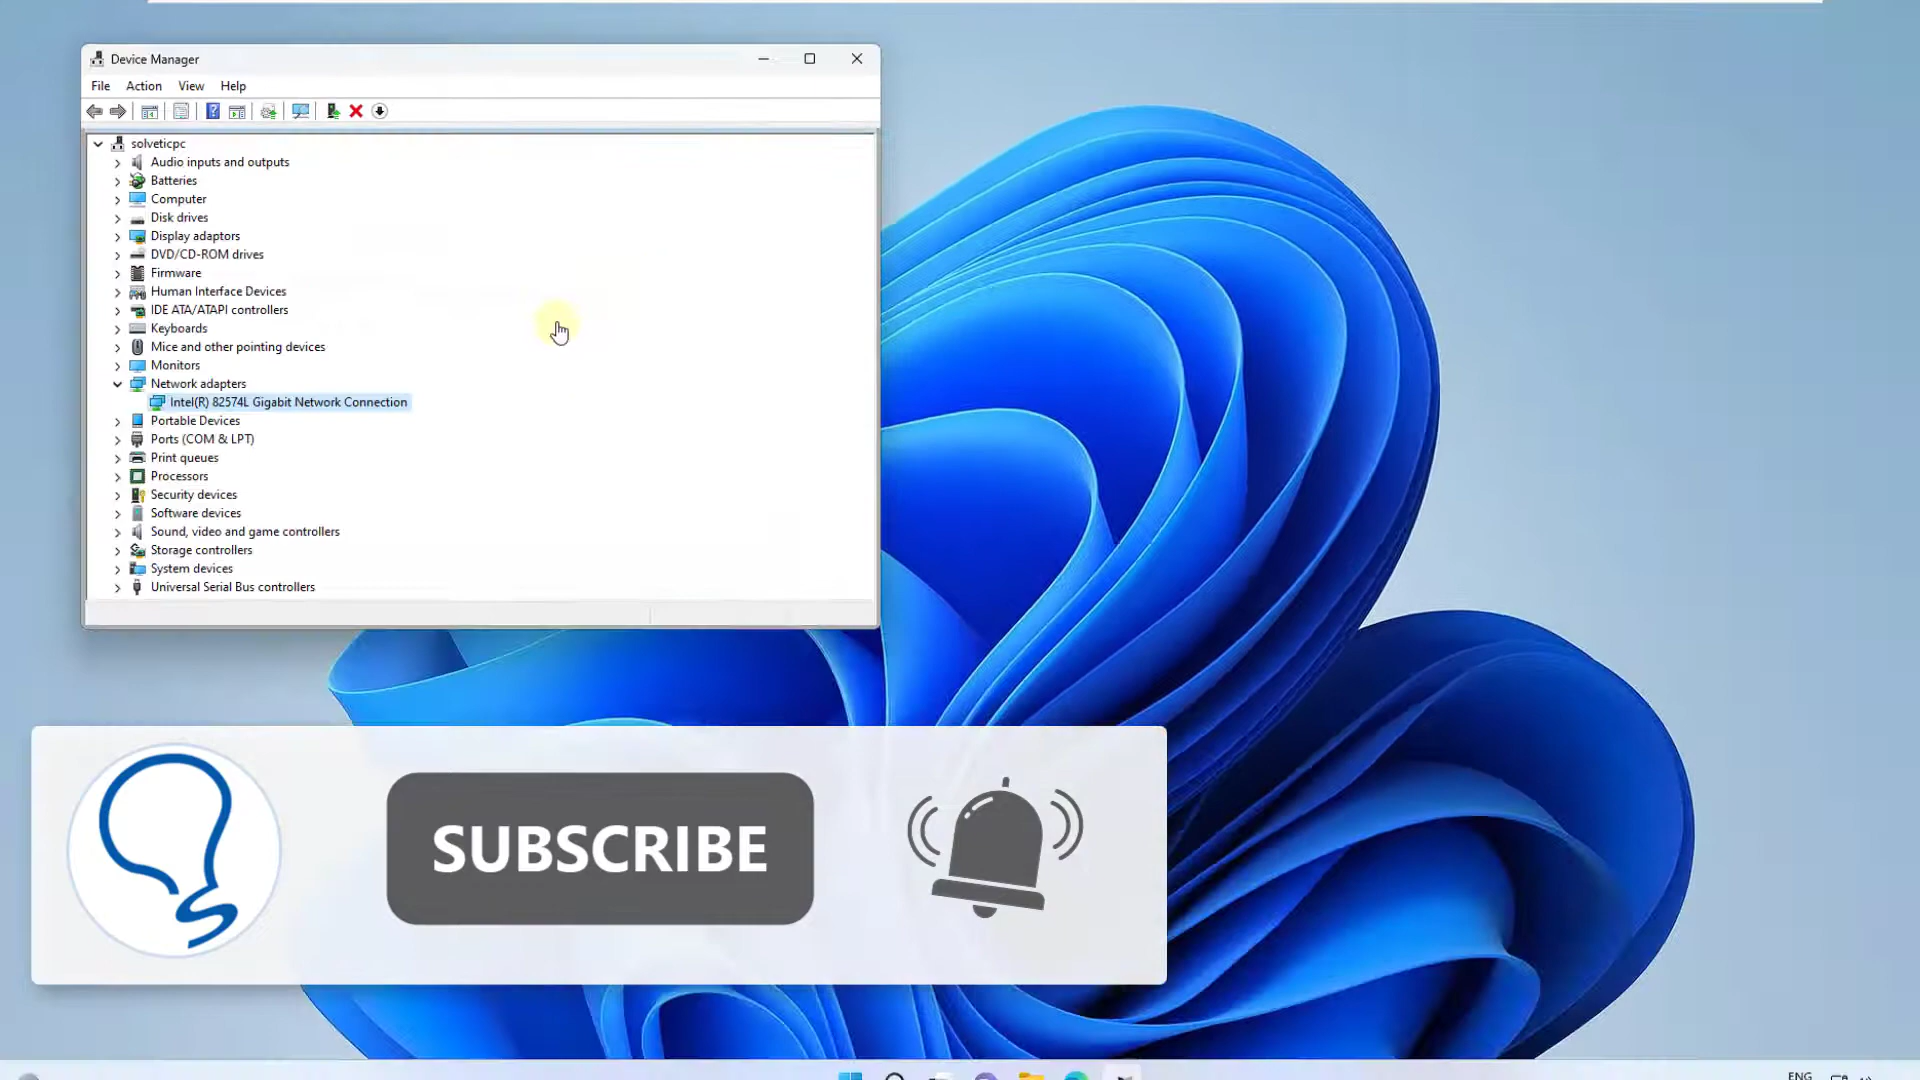 Device Manager
File Action View Help
solveticpc
Audio inputs and outputs
Batteries
Computer
Disk drives
Display adaptors
DVD/CD-ROM drives
Firmware
Human Interface Devices
IDE ATA/ATAPI controllers
Keyboards
Mice and other pointing devices
Monitors
Network adapters
Intel(R) 82574L Gigabit Network Connection
Portable Devices
Ports (COM & LPT)
Print queues
Processors
Security devices
Software devices
Sound, video and game controllers
Storage controllers
System devices
Universal Serial Bus controllers
SUBSCRIBE
ENG